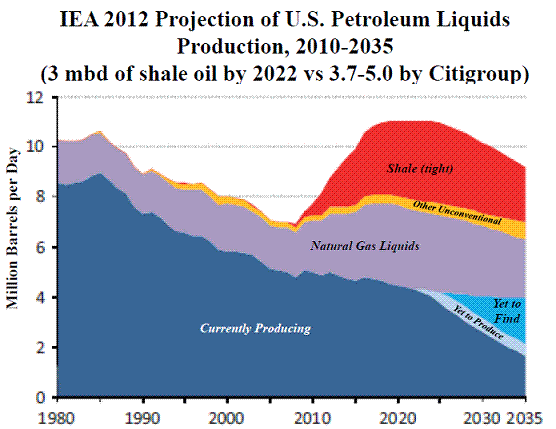 IEA 2012 Projection of U.S. Petroleum Liquids
Production, 2010-2035
(3 mbd of shale oil by 2022 vs 3.7-5.0 by Citigroup)
Million Barrels per Day
12
10
8
6
4
2
0
Shale (tight)
Other Unconventional
Natural Gas Liquids
Yet to
Find
Yet to Produce
Currently Producing
1980 1990 2000 2010 2020 2030 2035